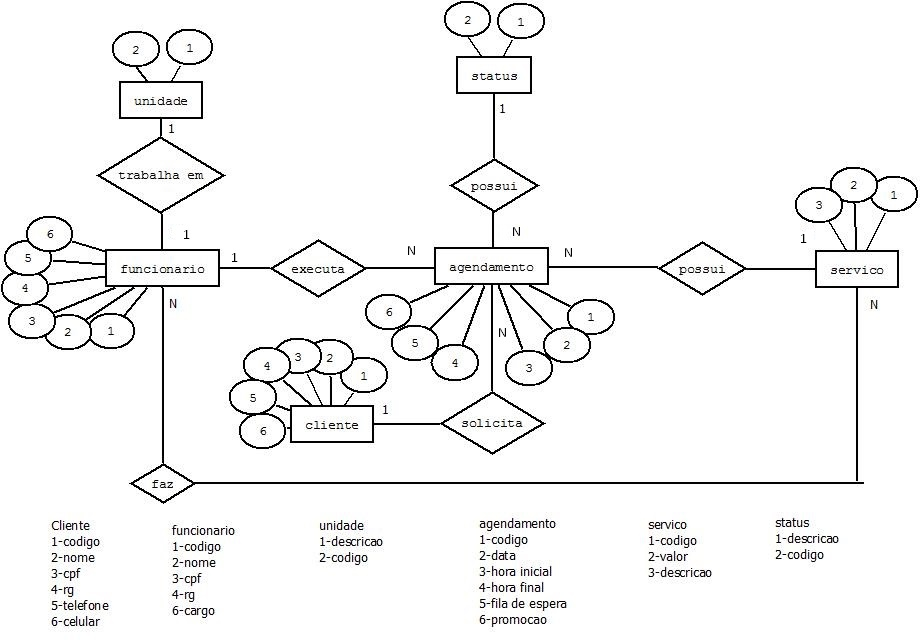 2 1
2 1
status
unidade
1
1
trabalha em
possui
3 2 1
1
N
N
N
1
1
6
5
4
3
2
1
funcionario
executa
agendamento
possui
servico
N
N
6
5
4
3
2
1
N
4 3 2 1
5
6
cliente
1
solicita
faz
Cliente
1-codigo
2-nome
3-cpf
4-rg
5-telefone
6-celular
funcionario
1-codigo
2-nome
3-cpf
4-rg
6-cargo
unidade
1-descricao
2-codigo
agendamento
1-codigo
2-data
3-hora inicial
4-hora final
5-fila de espera
6-promocao
servico
1-codigo
2-valor
3-descricao
status
1-descricao
2-codigo